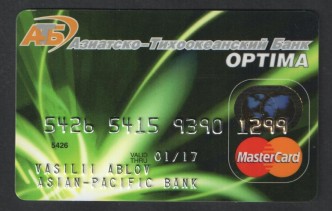 АБ Азиатско-Тихоокеанский Банк
OPTIMA
5426 5415 9390 1299
5426
VALID THRU 01/17
VASILII ABLOV
ASIAN-PACIFIC BANK
MasterCard